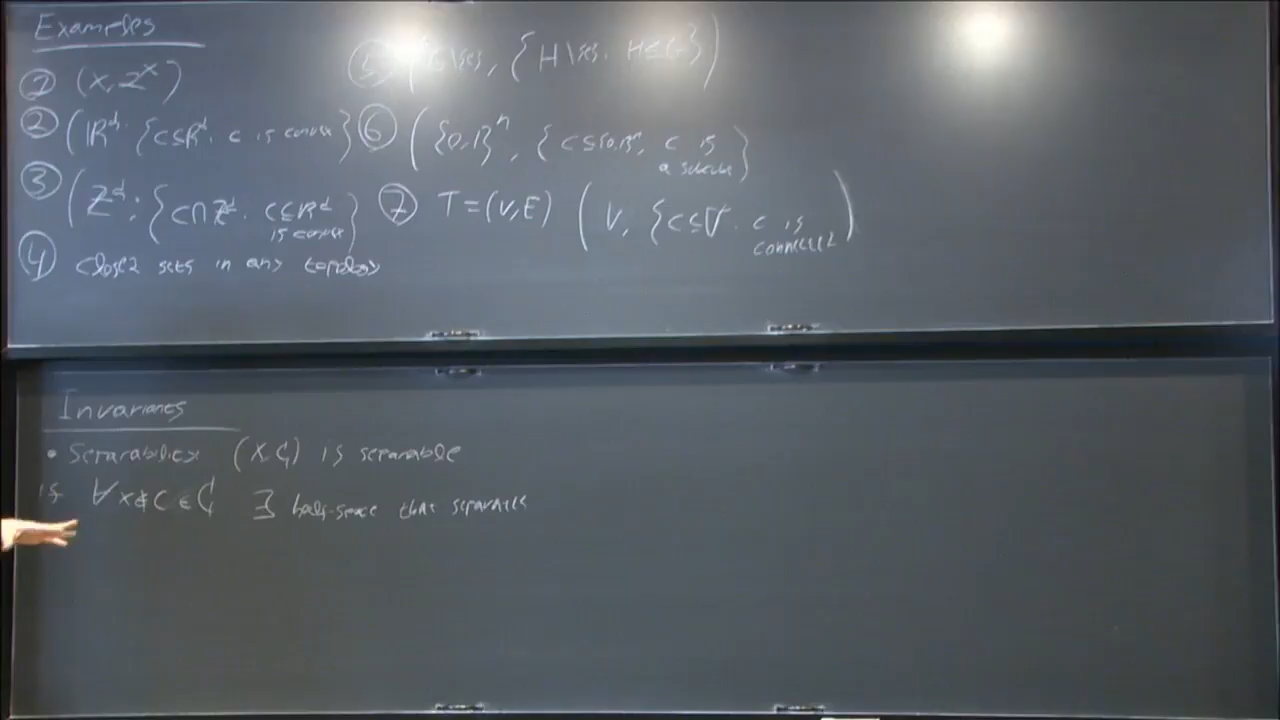 Examples
① (X, 2^X)
② (ℝ^d, {C⊆ℝ^d. C is convex})
③ (ℤ^d, {C∩ℤ^d. C⊆ℝ^d is convex})
④ closed sets in any topology
⑤ (G\{e}, {H\{e}. H≤G})
⑥ ({0,1}^n, {C⊆{0,1}^n, C is a subcube})
⑦ T=(V,E) (V, {C⊆V. C is connected)
Invariants
• Separability (X,C) is separable
if ∀x∉C∈C ∃ half-space that separates